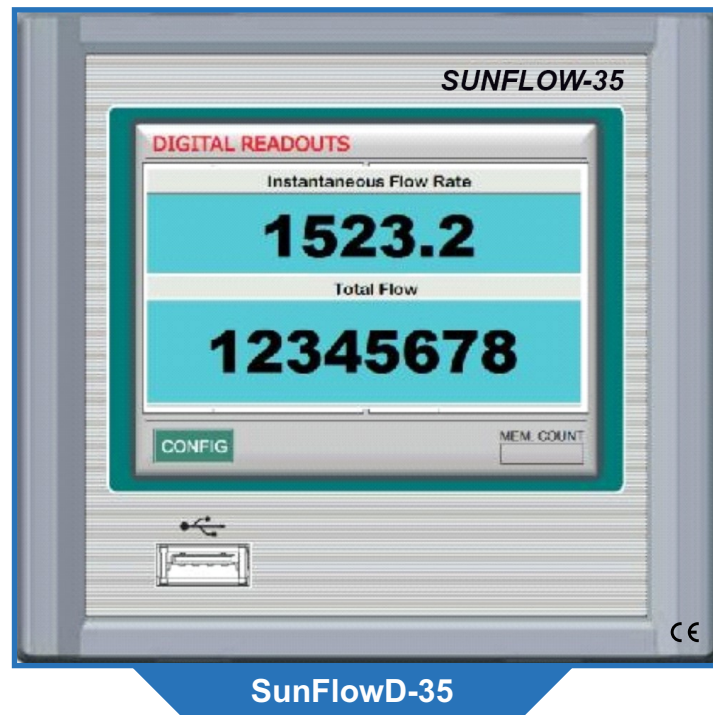 SUNFLOW-35
DIGITAL READOUTS
Instantaneous Flow Rate
1523.2
Total Flow
12345678
CONFIG
MEM. COUNT
CE
SunFlowD-35